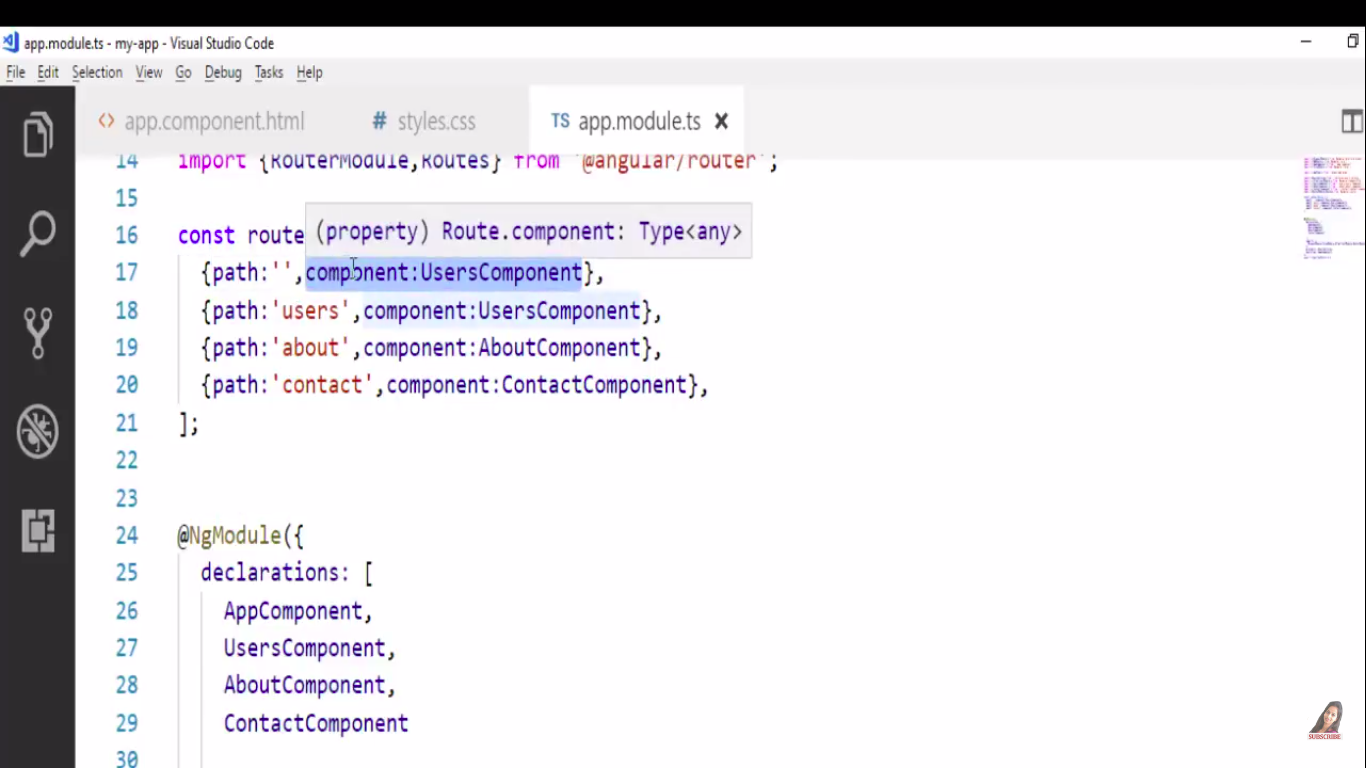 app.module.ts - my-app - Visual Studio Code
File Edit Selection View Go Debug Tasks Help
<> app.component.html # styles.css TS app.module.ts ×
14 import {RouterModule,Routes} from '@angular/router';
15
16 const route
(property) Route.component: Type<any>
17 {path:'',component:UsersComponent},
18 {path:'users',component:UsersComponent},
19 {path:'about',component:AboutComponent},
20 {path:'contact',component:ContactComponent},
21 ];
22
23
24 @NgModule({
25 declarations: [
26 AppComponent,
27 UsersComponent,
28 AboutComponent,
29 ContactComponent
30
SUBSCRIBE